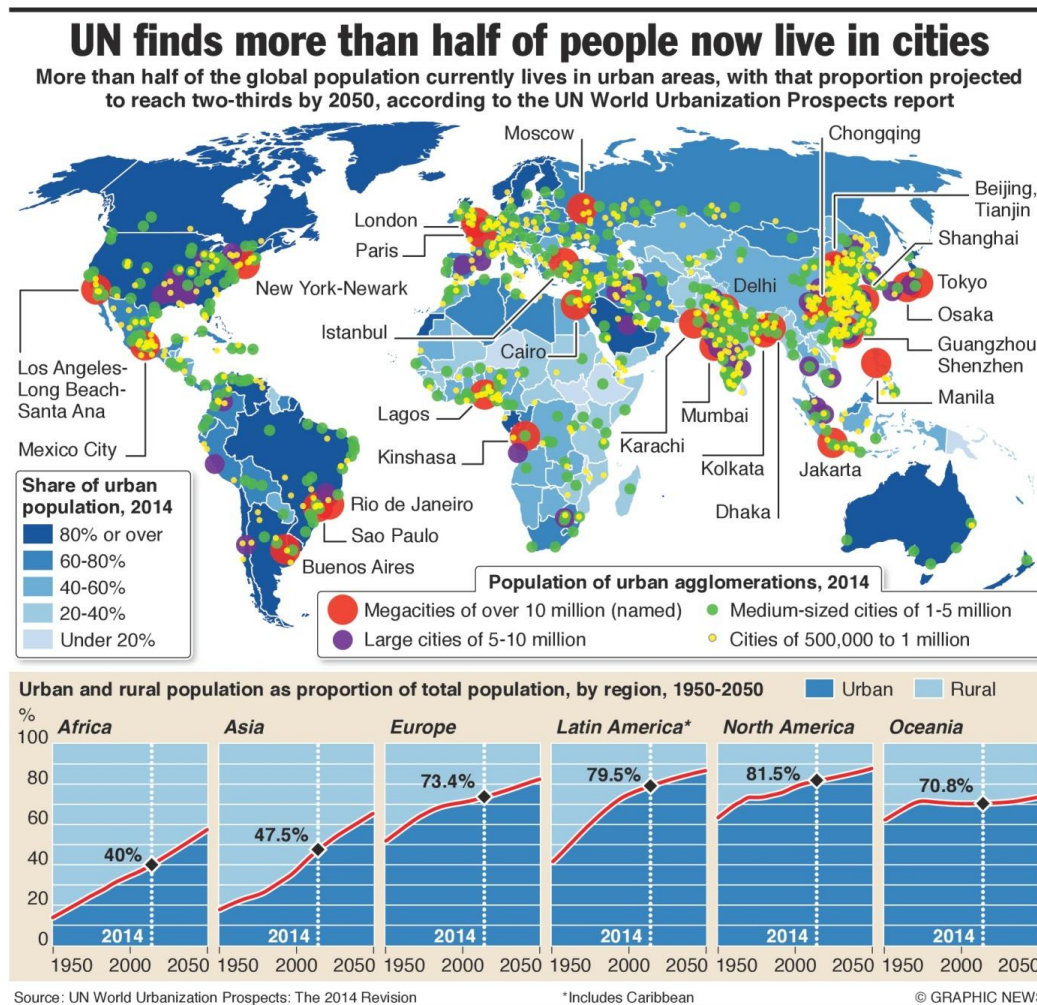 UN finds more than half of people now live in cities
More than half of the global population currently lives in urban areas, with that proportion projected
to reach two-thirds by 2050, according to the UN World Urbanization Prospects report
Moscow
Chongqing
Beijing,
Tianjin
London
Paris
Shanghai
New York-Newark
Delhi
Tokyo
Istanbul
Osaka
Cairo
Guangzhou
Shenzhen
Los Angeles-
Long Beach-
Santa Ana
Lagos
Mumbai
Manila
Mexico City
Kinshasa
Karachi
Kolkata
Jakarta
Dhaka
Rio de Janeiro
Sao Paulo
Buenos Aires
Share of urban
population, 2014
80% or over
60-80%
40-60%
20-40%
Under 20%
Population of urban agglomerations, 2014
Megacities of over 10 million (named)
Medium-sized cities of 1-5 million
Large cities of 5-10 million
Cities of 500,000 to 1 million
Urban and rural population as proportion of total population, by region, 1950-2050
Urban
Rural
%
100
80
60
40
20
0
Africa
40%
2014
1950 2000 2050
Asia
47.5%
2014
1950 2000 2050
Europe
73.4%
2014
1950 2000 2050
Latin America*
79.5%
2014
1950 2000 2050
North America
81.5%
2014
1950 2000 2050
Oceania
70.8%
2014
1950 2000
Source: UN World Urbanization Prospects: The 2014 Revision
*Includes Caribbean
© GRAPHIC NEWS